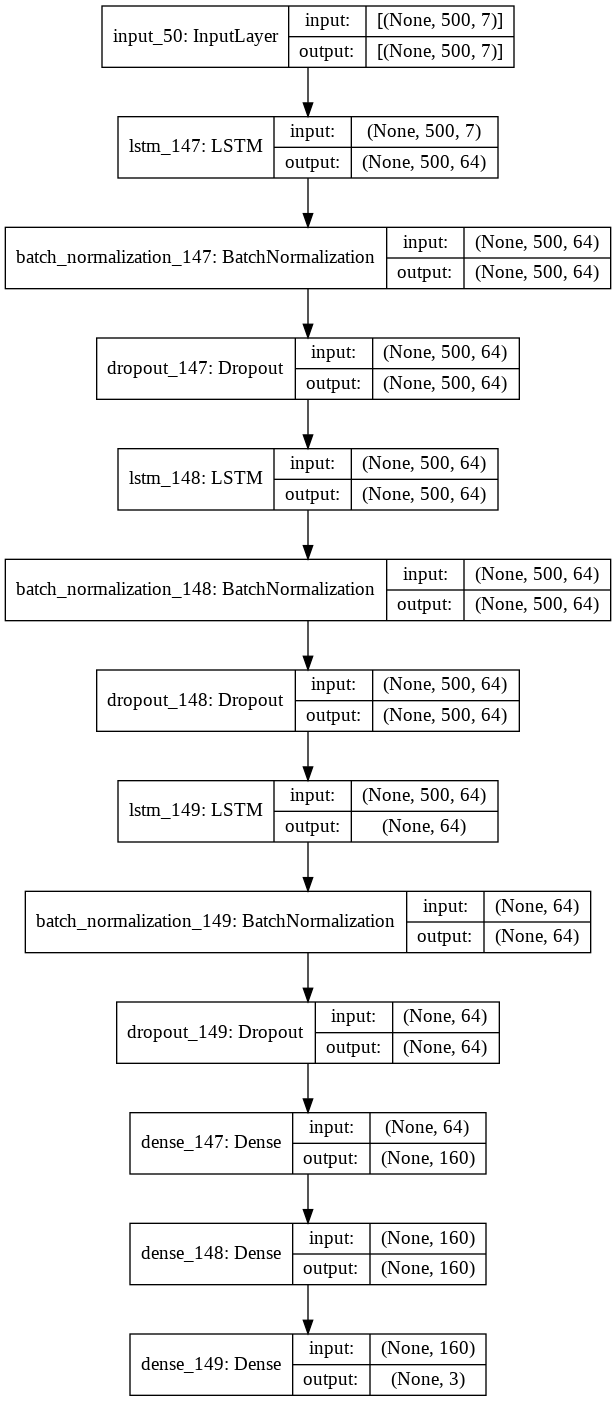 input_50: InputLayer
input: [(None, 500, 7)]
output: [(None, 500, 7)]
lstm_147: LSTM
input: (None, 500, 7)
output: (None, 500, 64)
batch_normalization_147: BatchNormalization
input: (None, 500, 64)
output: (None, 500, 64)
dropout_147: Dropout
input: (None, 500, 64)
output: (None, 500, 64)
lstm_148: LSTM
input: (None, 500, 64)
output: (None, 500, 64)
batch_normalization_148: BatchNormalization
input: (None, 500, 64)
output: (None, 500, 64)
dropout_148: Dropout
input: (None, 500, 64)
output: (None, 500, 64)
lstm_149: LSTM
input: (None, 500, 64)
output: (None, 64)
batch_normalization_149: BatchNormalization
input: (None, 64)
output: (None, 64)
dropout_149: Dropout
input: (None, 64)
output: (None, 64)
dense_147: Dense
input: (None, 64)
output: (None, 160)
dense_148: Dense
input: (None, 160)
output: (None, 160)
dense_149: Dense
input: (None, 160)
output: (None, 3)